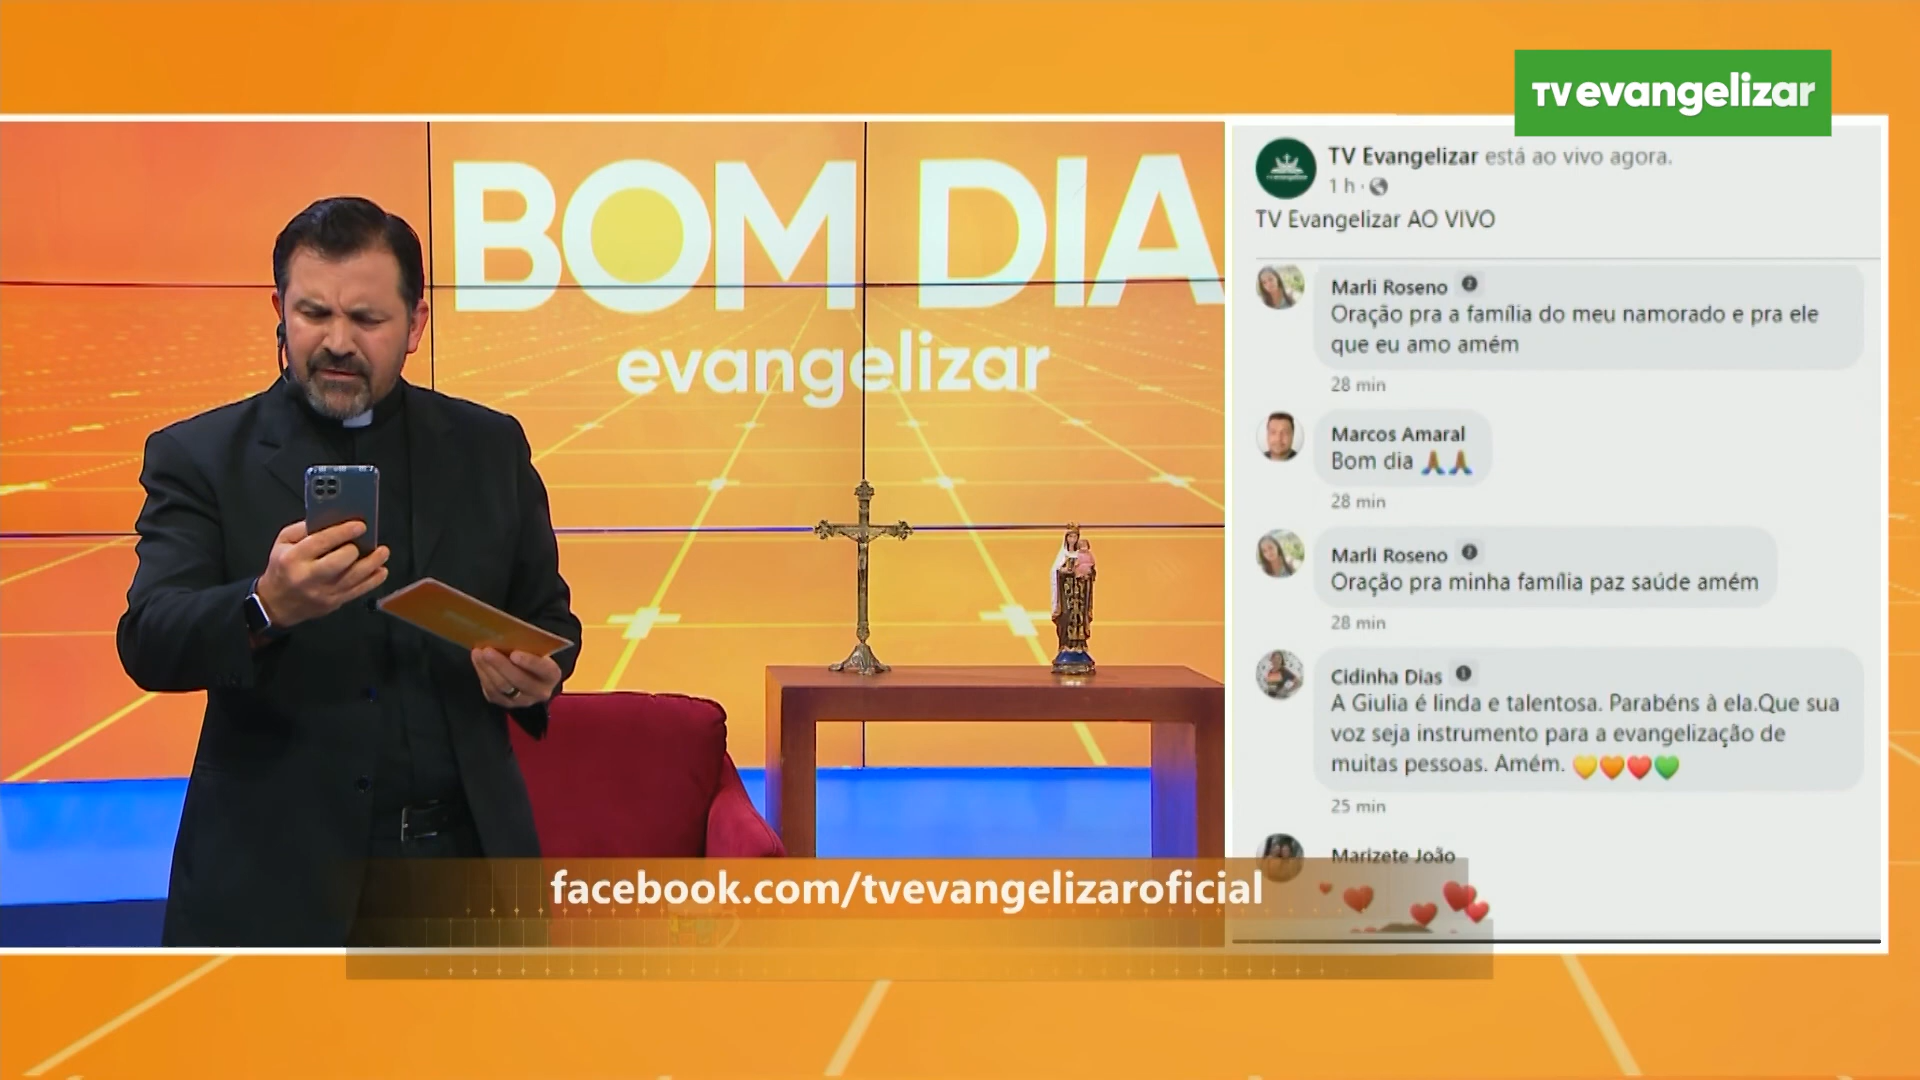 TV evangelizar
BOM DIA
evangelizar
TV Evangelizar está ao vivo agora.
1 h ·
TV Evangelizar AO VIVO
Marli Roseno
Oração pra a família do meu namorado e pra ele
que eu amo amém
28 min
Marcos Amaral
Bom dia 🙏🙏
28 min
Marli Roseno
Oração pra minha família paz saúde amém
28 min
Cidinha Dias
A Giulia é linda e talentosa. Parabéns à ela.Que sua
voz seja instrumento para a evangelização de
muitas pessoas. Amém. 💛🧡❤️💚
25 min
Marizete João
facebook.com/tvevangelizaroficial